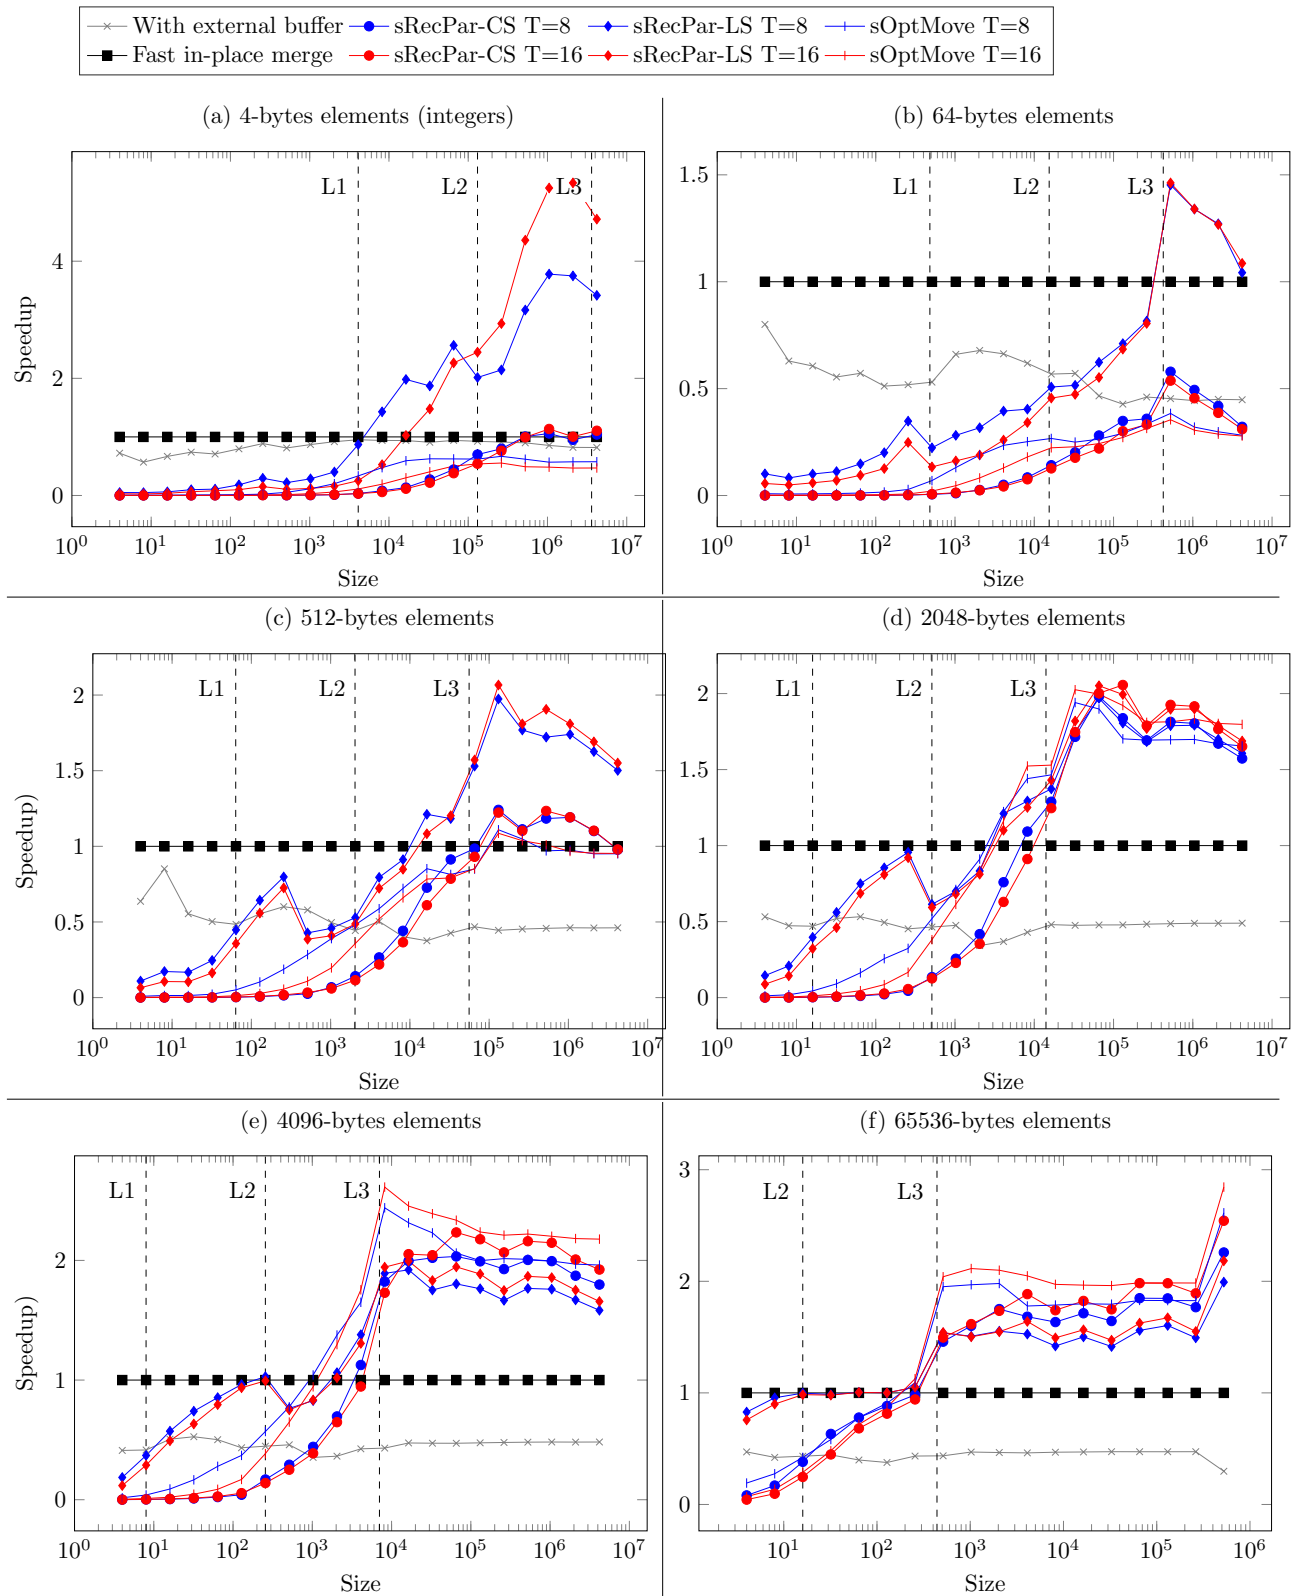 With external buffer sRecPar-CS T=8 sRecPar-LS T=8 sOptMove T=8
Fast in-place merge sRecPar-CS T=16 sRecPar-LS T=16 sOptMove T=16
(a) 4-bytes elements (integers)
L1 L2 L3
4
2
0
Speedup
10^0 10^1 10^2 10^3 10^4 10^5 10^6 10^7
Size
(b) 64-bytes elements
L1 L2 L3
1.5
1
0.5
0
10^0 10^1 10^2 10^3 10^4 10^5 10^6 10^7
Size
(c) 512-bytes elements
L1 L2 L3
2
1.5
1
0.5
0
Speedup)
10^0 10^1 10^2 10^3 10^4 10^5 10^6 10^7
Size
(d) 2048-bytes elements
L1 L2 L3
2
1.5
1
0.5
0
10^0 10^1 10^2 10^3 10^4 10^5 10^6 10^7
Size
(e) 4096-bytes elements
L1 L2 L3
2
1
0
Speedup)
10^0 10^1 10^2 10^3 10^4 10^5 10^6 10^7
Size
(f) 65536-bytes elements
L2 L3
3
2
1
0
10^1 10^2 10^3 10^4 10^5 10^6
Size